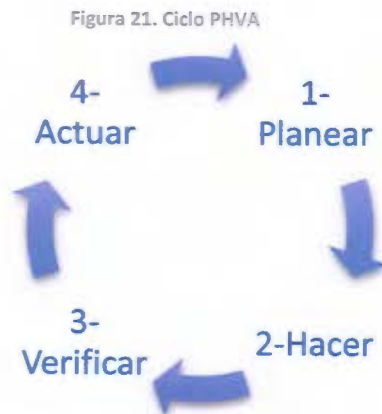 Figura 21. Ciclo PHVA
1-
Planear
2-Hacer
3-
Verificar
4-
Actuar